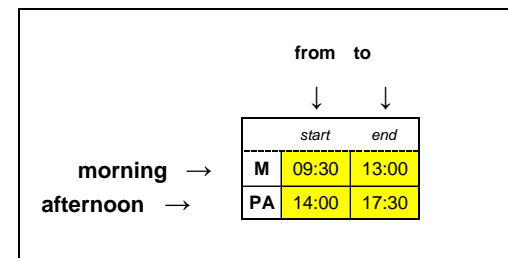 from to
↓ ↓
start end
morning → M 09:30 13:00
afternoon → PA 14:00 17:30